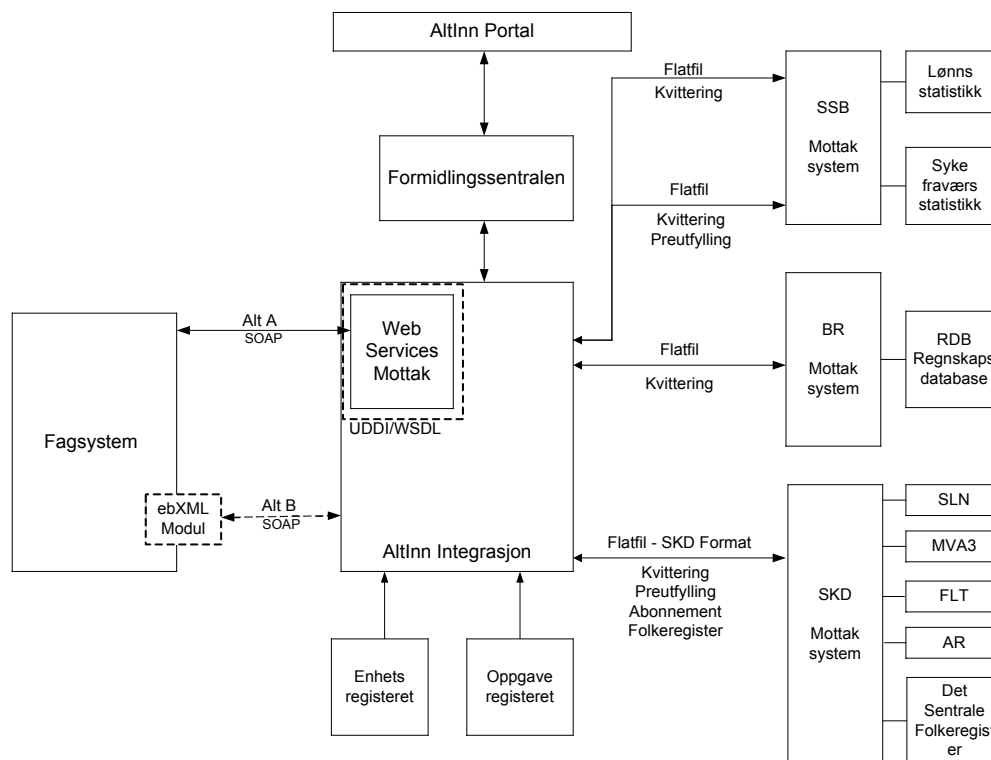 AltInn Portal
Formidlingssentralen
Flatfil
Kvittering
Flatfil
Kvittering
Preutfylling
SSB
Mottak
system
Lønns
statistikk
Syke
fraværs
statistikk
Alt A
SOAP
Web
Services
Mottak
UDDI/WSDL
Flatfil
Kvittering
BR
Mottak
system
RDB
Regnskaps
database
Fagsystem
ebXML
Modul
Alt B
SOAP
AltInn Integrasjon
Flatfil - SKD Format
Kvittering
Preutfylling
Abonnement
Folkeregister
SKD
Mottak
system
SLN
MVA3
FLT
AR
Det
Sentrale
Folkeregist
er
Enhets
registeret
Oppgave
registeret